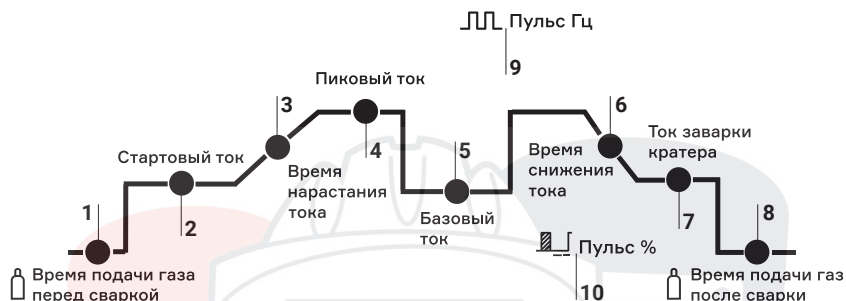 Пульс Гц
9
Пиковый ток
3
6
Ток заварки
кратера
4
5
Стартовый ток
Время
нарастания
тока
Время
снижения
тока
1
2
Базовый
ток
7
8
Пульс %
10
Время подачи газа
перед сваркой
Время подачи газ
после сварки